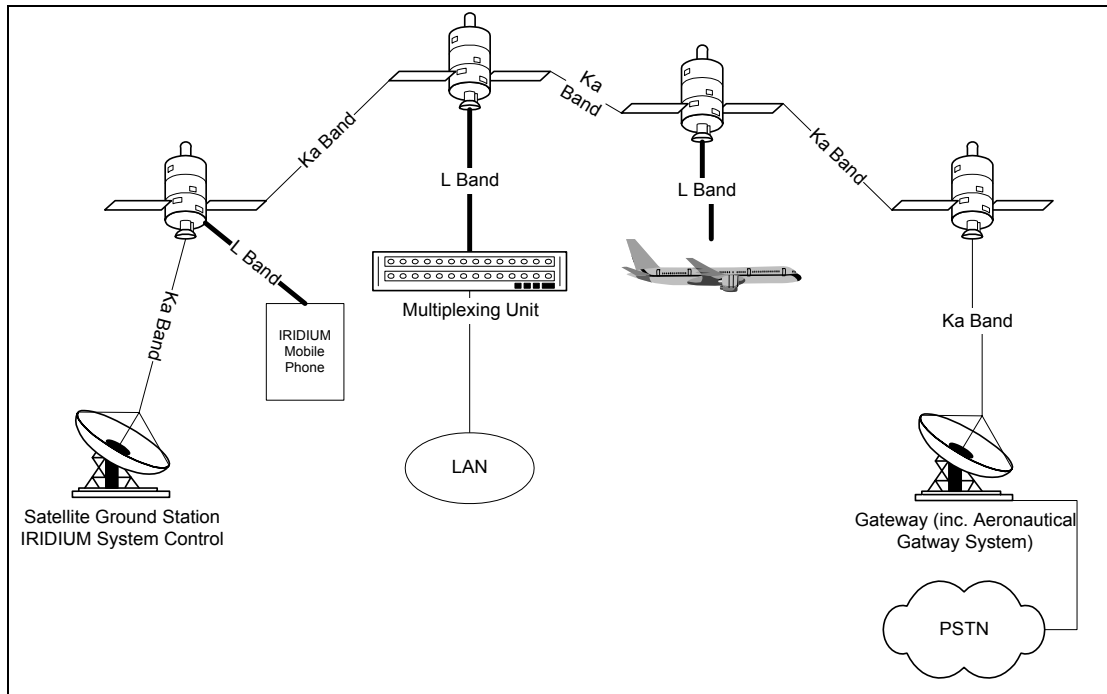 Ka Band
Ka
Band
Ka Band
L Band
L Band
L Band
Ka Band
Ka Band
Multiplexing Unit
IRIDIUM
Mobile
Phone
LAN
Satellite Ground Station
IRIDIUM System Control
Gateway (inc. Aeronautical
Gatway System)
PSTN